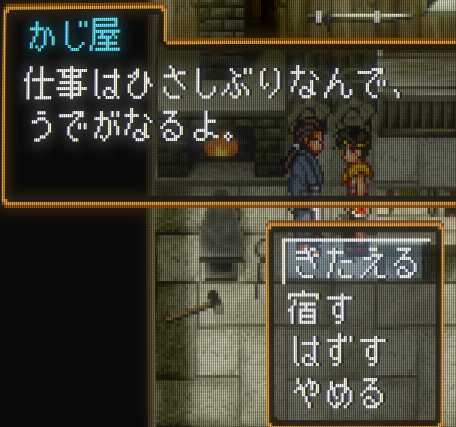 かじ屋
仕事はひさしぶりなんで、
うでがなるよ。
きたえる
宿す
はずす
やめる